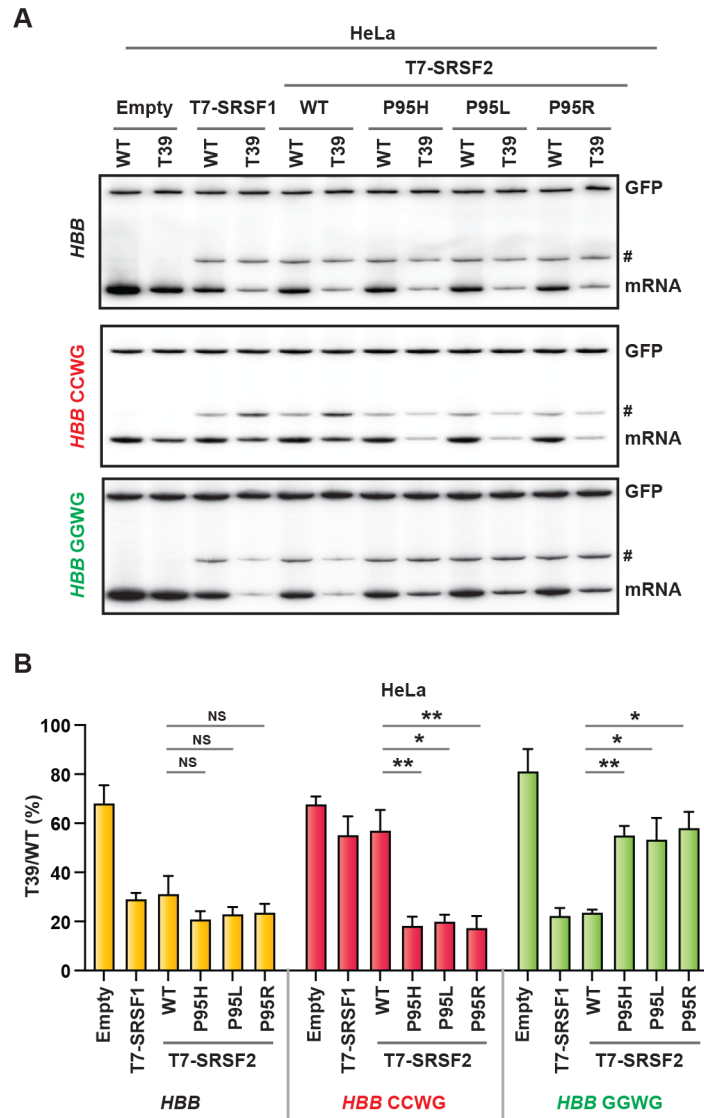 A
HeLa
T7-SRSF2
Empty T7-SRSF1 WT P95H P95L P95R
WT T39 WT T39 WT T39 WT T39 WT T39 WT T39
HBB
GFP
#
mRNA
HBB CCWG
GFP
#
mRNA
HBB GGWG
GFP
#
mRNA
B
HeLa
NS ** *
NS * *
NS ** **
100
80
60
40
20
0
T39/WT (%)
Empty T7-SRSF1 WT P95H P95L P95R Empty T7-SRSF1 WT P95H P95L P95R Empty T7-SRSF1 WT P95H P95L P95R
T7-SRSF2 T7-SRSF2 T7-SRSF2
HBB HBB CCWG HBB GGWG